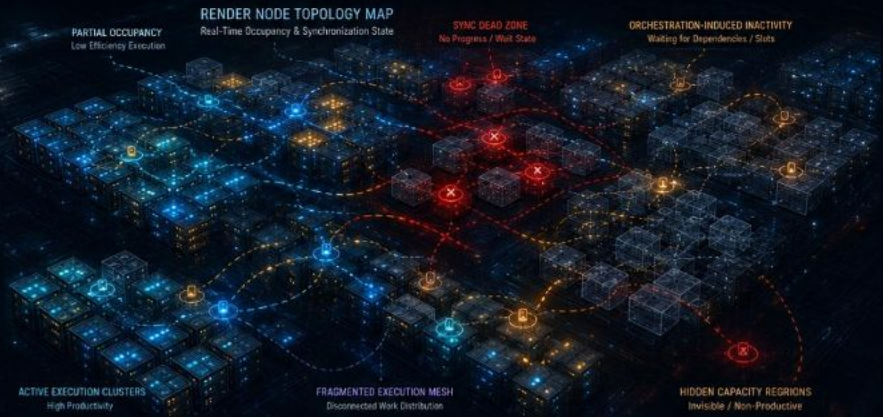 RENDER NODE TOPOLOGY MAP
Real-Time Occupancy & Synchronization State
PARTIAL OCCUPANCY
Low Efficiency Execution
SYNC DEAD ZONE
No Progress / Wait State
ORCHESTRATION-INDUCED INACTIVITY
Waiting for Dependencies / Slots
ACTIVE EXECUTION CLUSTERS
High Productivity
FRAGMENTED EXECUTION MESH
Disconnected Work Distribution
HIDDEN CAPACITY REGRIONS
Invisible / Non-Productive